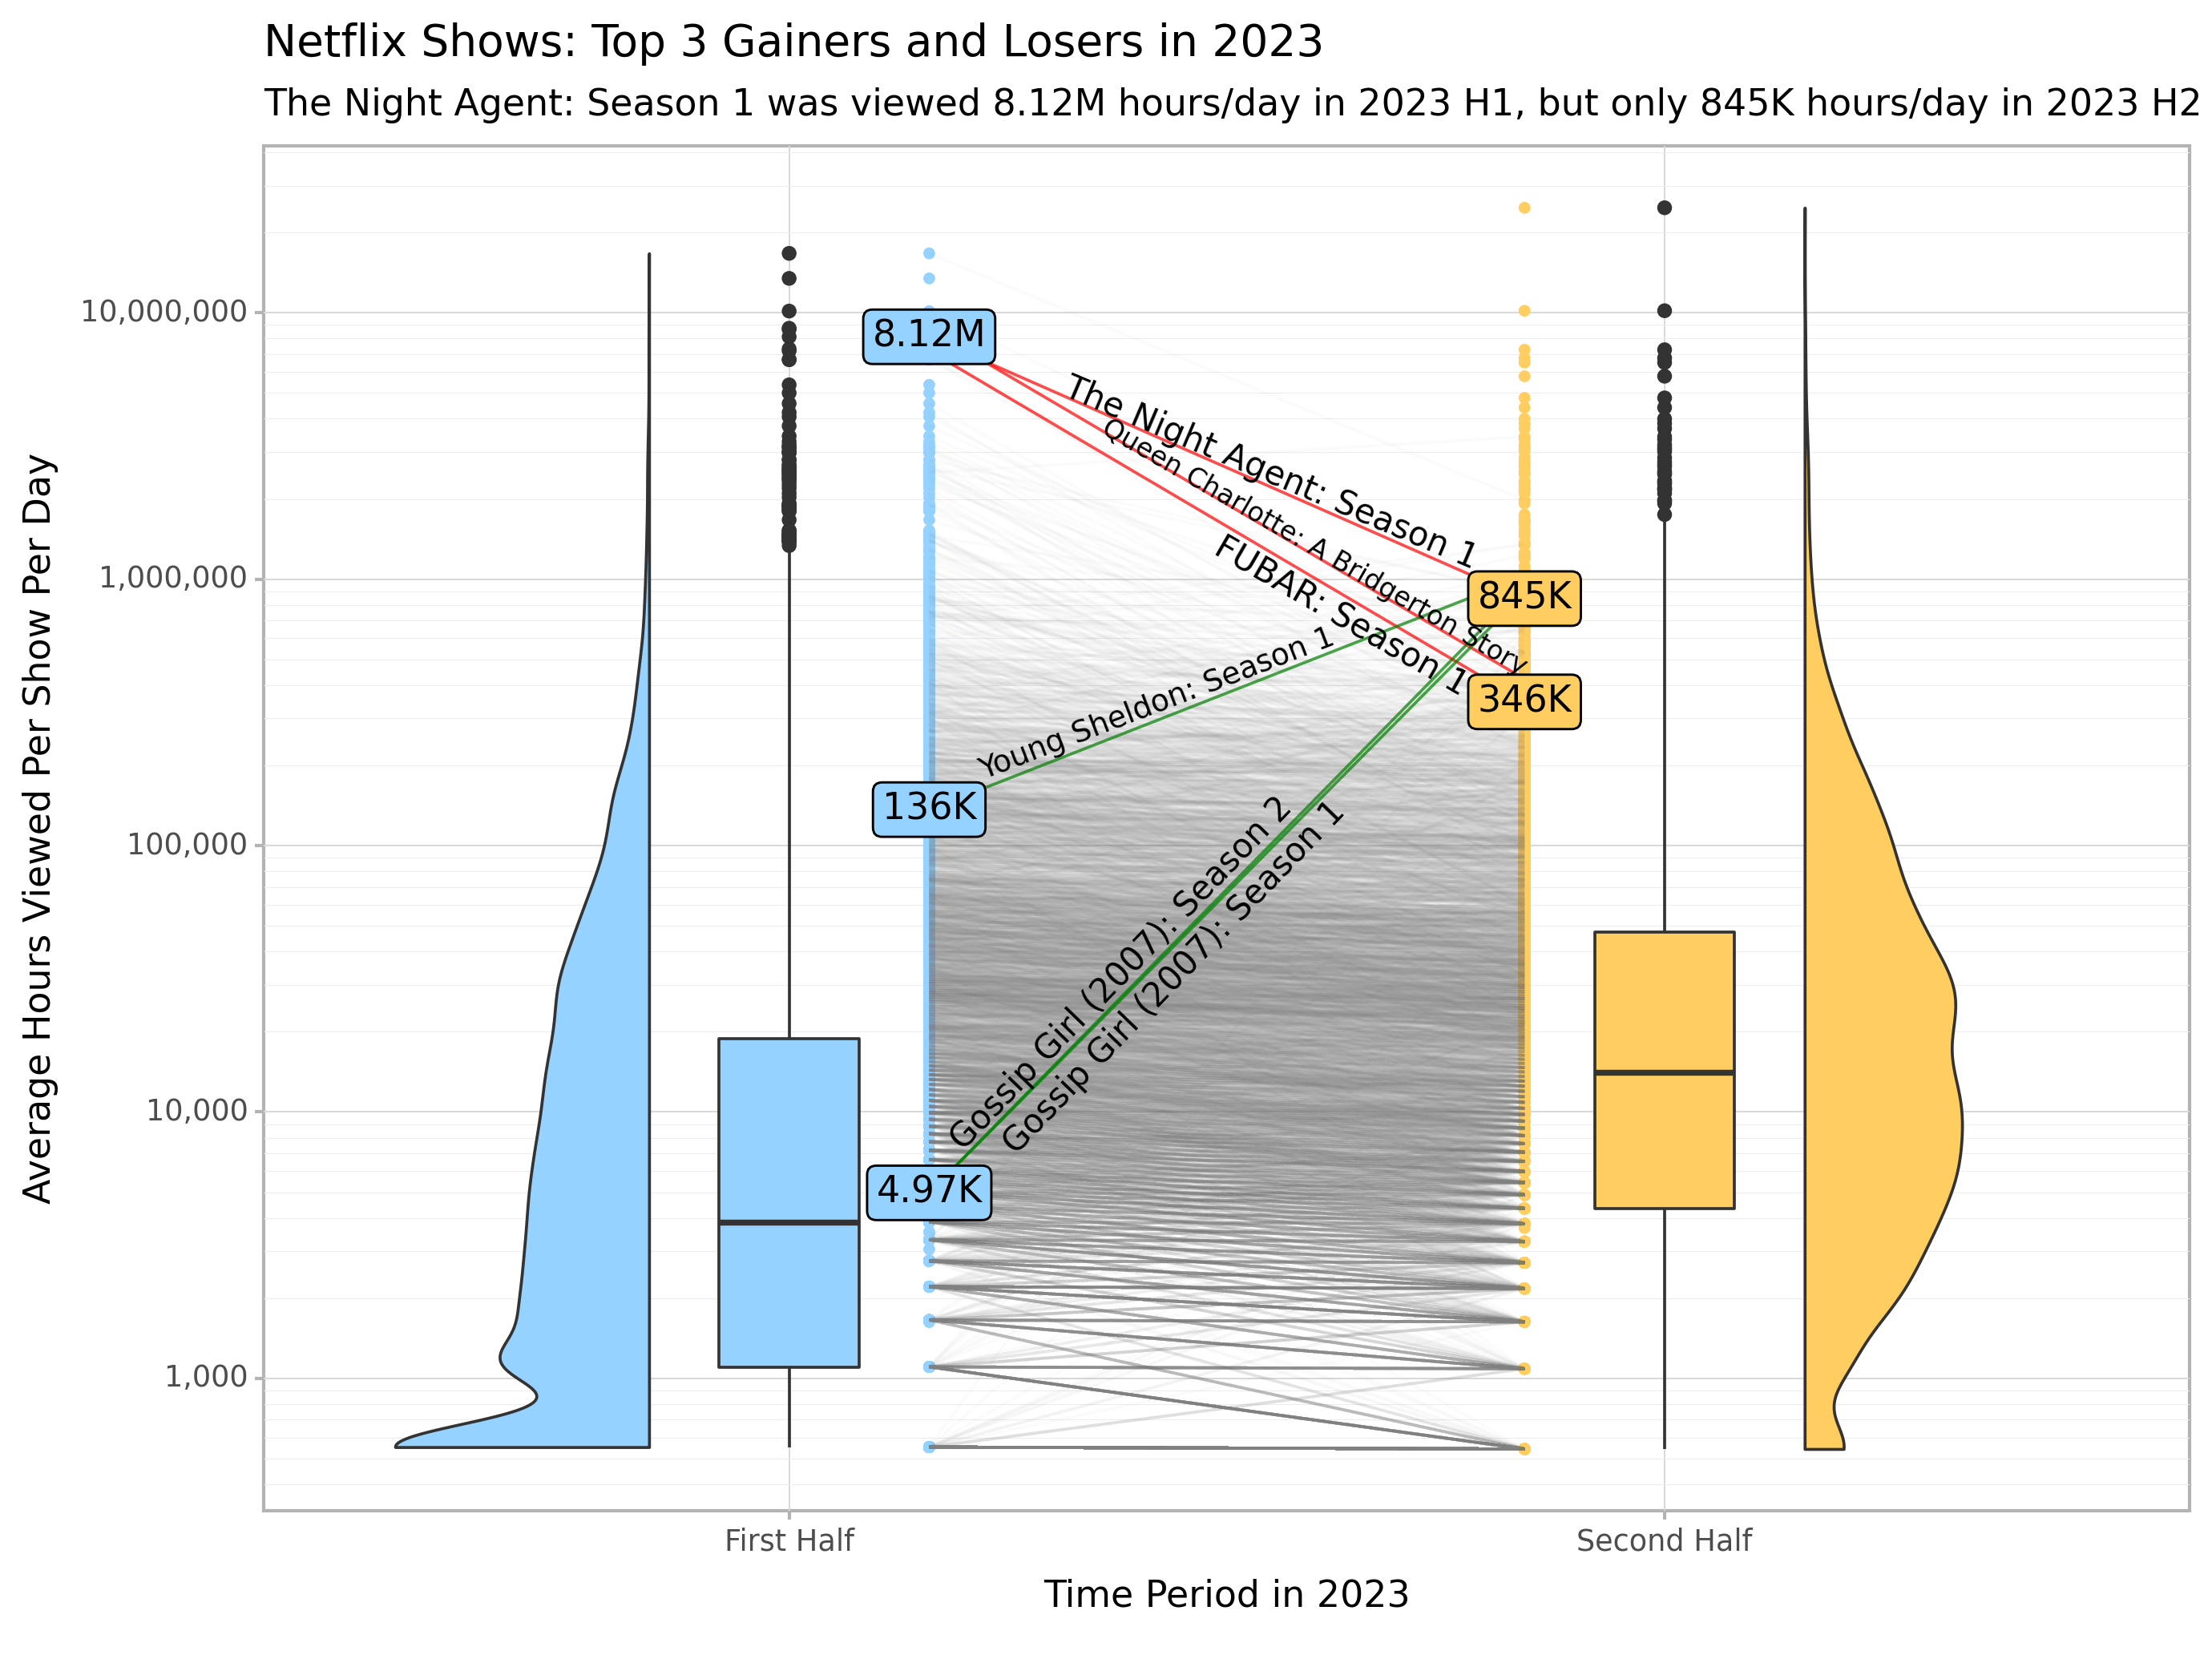 Netflix Shows: Top 3 Gainers and Losers in 2023
The Night Agent: Season 1 was viewed 8.12M hours/day in 2023 H1, but only 845K hours/day in 2023 H2
Average Hours Viewed Per Show Per Day
10,000,000
1,000,000
100,000
10,000
1,000
8.12M
136K
4.97K
The Night Agent: Season 1
Queen Charlotte: A Bridgerton Story
FUBAR: Season 1
Young Sheldon: Season 1
Gossip Girl (2007): Season 2
Gossip Girl (2007): Season 1
845K
346K
First Half
Second Half
Time Period in 2023